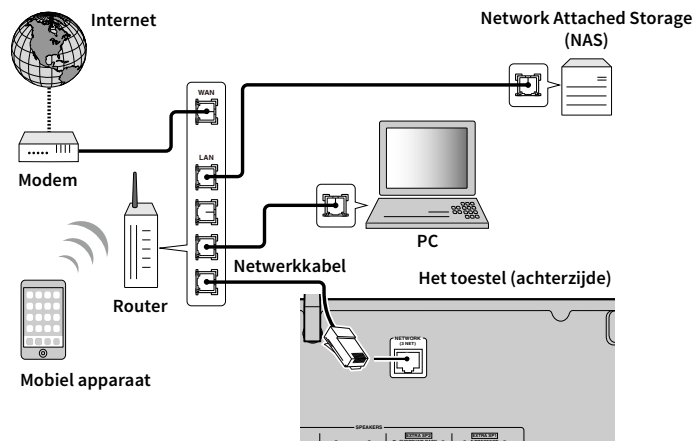 Internet
Network Attached Storage
(NAS)
WAN
LAN
Modem
PC
Netwerkkabel
Het toestel (achterzijde)
Router
Mobiel apparaat
NETWORK
(3 NET)
SPEAKERS
EXTRA SP2
EXTRA SP1